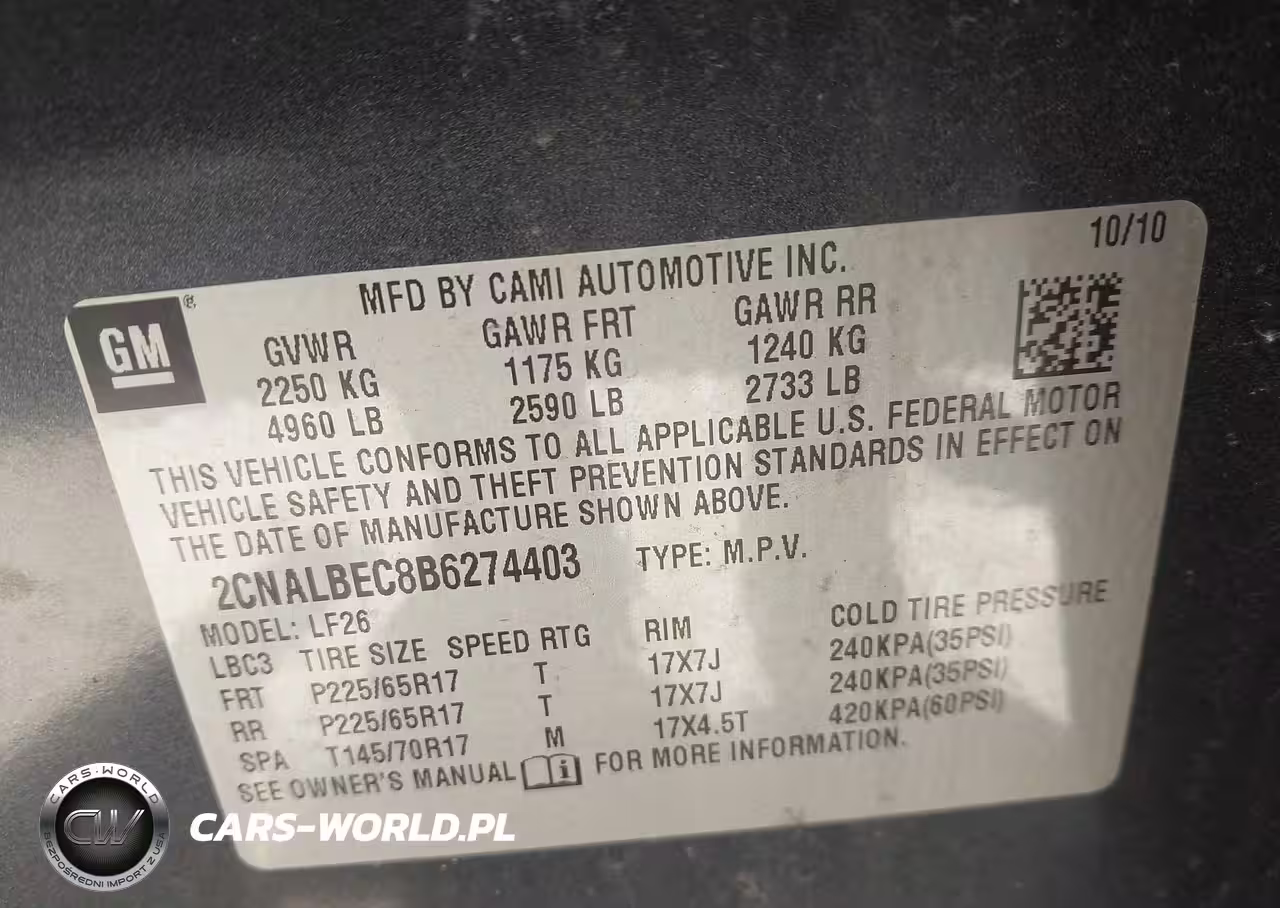 10/10
MFD BY CAMI AUTOMOTIVE INC.
GM
GVWR GAWR FRT GAWR RR
2250 KG 1175 KG 1240 KG
4960 LB 2590 LB 2733 LB
THIS VEHICLE CONFORMS TO ALL APPLICABLE U.S. FEDERAL MOTOR
VEHICLE SAFETY AND THEFT PREVENTION STANDARDS IN EFFECT ON
THE DATE OF MANUFACTURE SHOWN ABOVE.
2CNALBEC8B6274403 TYPE: M.P.V.
MODEL: LF26
LBC3 TIRE SIZE SPEED RTG RIM COLD TIRE PRESSURE
FRT P225/65R17 T 17X7J 240KPA(35PSI)
RR P225/65R17 T 17X7J 240KPA(35PSI)
SPA T145/70R17 M 17X4.5T 420KPA(60PSI)
SEE OWNER'S MANUAL i FOR MORE INFORMATION.
CARS-WORLD
CW
BEZPOŚREDNI IMPORT Z USA
CARS-WORLD.PL